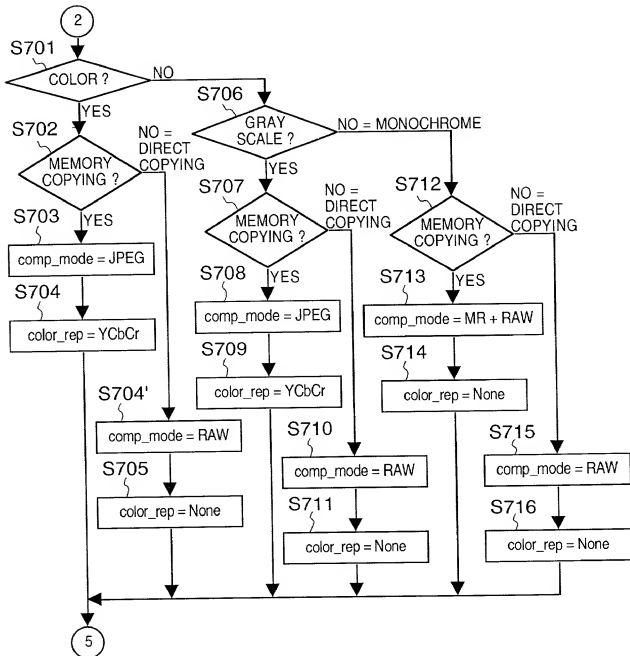 2
S701
COLOR ?
NO
YES
S706
GRAY
SCALE ?
NO = MONOCHROME
YES
S702
MEMORY
COPYING ?
NO =
DIRECT
COPYING
YES
S707
MEMORY
COPYING ?
NO =
DIRECT
COPYING
YES
S712
MEMORY
COPYING ?
NO =
DIRECT
COPYING
YES
S703
comp_mode = JPEG
S704
color_rep = YCbCr
S708
comp_mode = JPEG
S709
color_rep = YCbCr
S713
comp_mode = MR + RAW
S714
color_rep = None
S704'
comp_mode = RAW
S705
color_rep = None
S710
comp_mode = RAW
S711
color_rep = None
S715
comp_mode = RAW
S716
color_rep = None
5